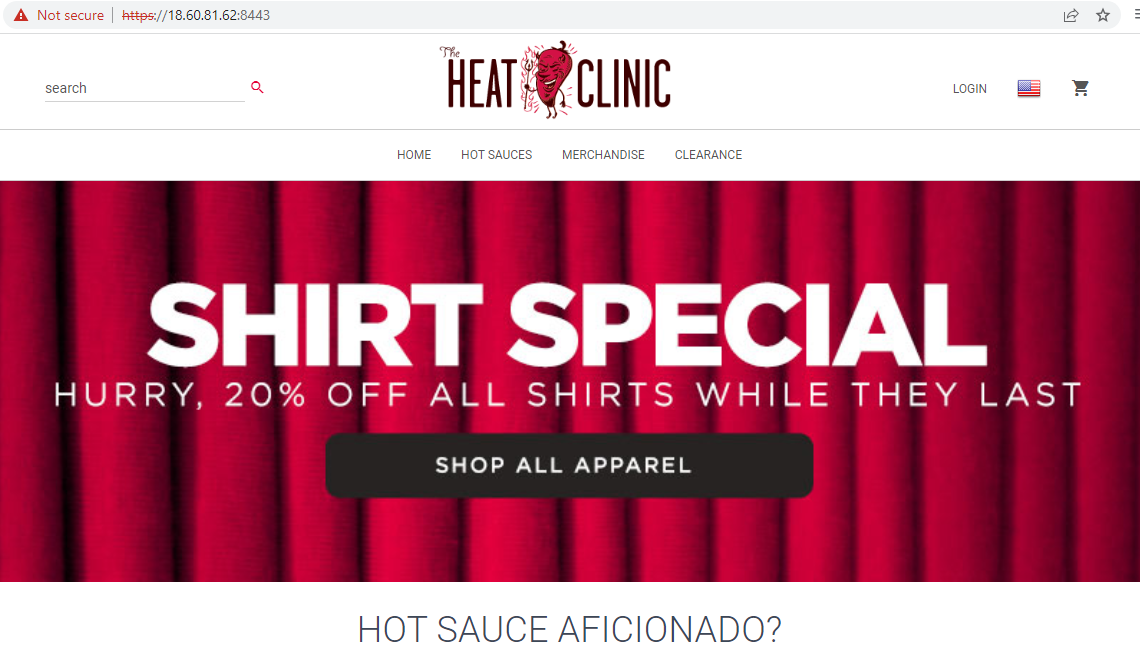 Not secure https://18.60.81.62:8443
search
The
HEAT CLINIC
LOGIN
HOME HOT SAUCES MERCHANDISE CLEARANCE
SHIRT SPECIAL
HURRY, 20% OFF ALL SHIRTS WHILE THEY LAST
SHOP ALL APPAREL
HOT SAUCE AFICIONADO?